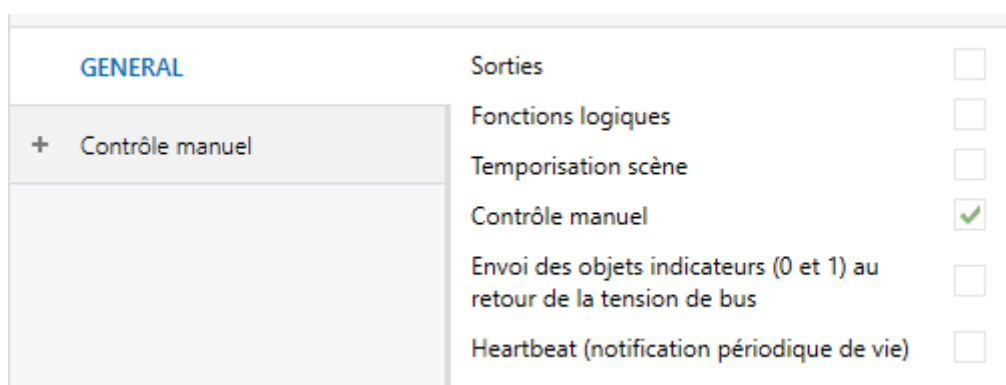 GENERAL
+ Contrôle manuel
Sorties
Fonctions logiques
Temporisation scène
Contrôle manuel
Envoi des objets indicateurs (0 et 1) au
retour de la tension de bus
Heartbeat (notification périodique de vie)